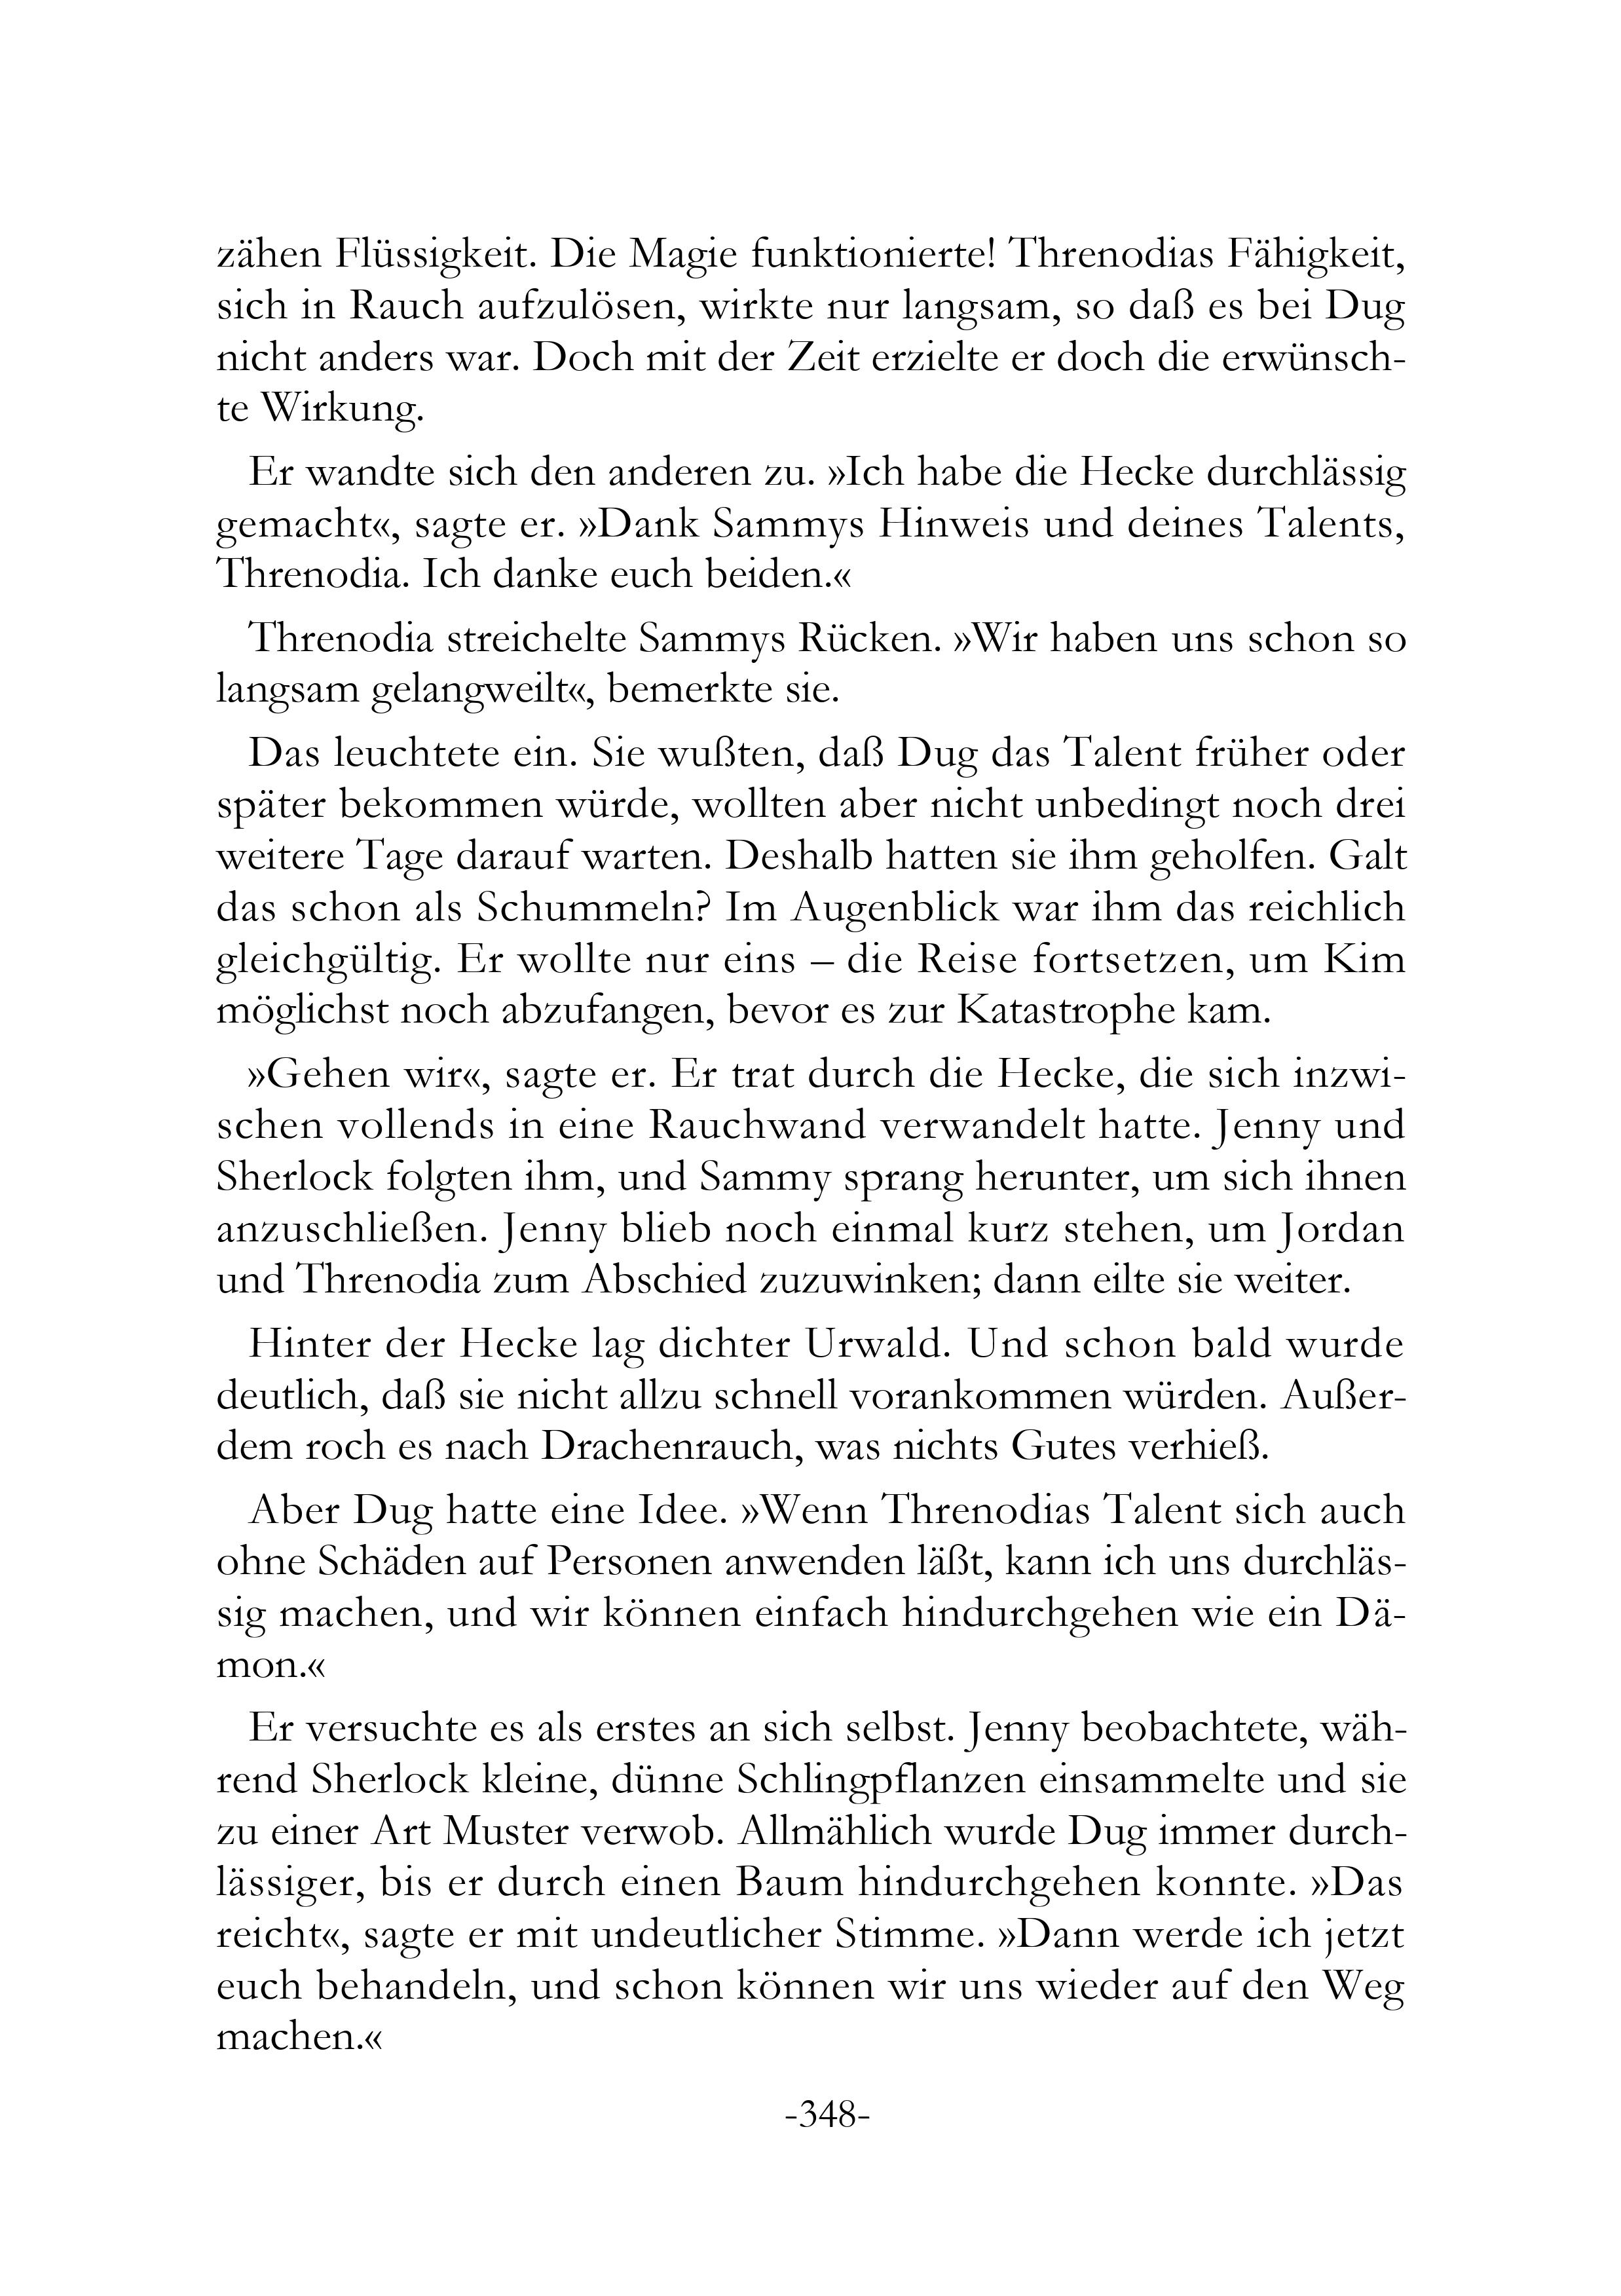 zähen Flüssigkeit. Die Magie funktionierte! Threnodias Fähigkeit,
sich in Rauch aufzulösen, wirkte nur langsam, so daß es bei Dug
nicht anders war. Doch mit der Zeit erzielte er doch die erwünsch-
te Wirkung.
Er wandte sich den anderen zu. »Ich habe die Hecke durchlässig
gemacht«, sagte er. »Dank Sammys Hinweis und deines Talents,
Threnodia. Ich danke euch beiden.«
Threnodia streichelte Sammys Rücken. »Wir haben uns schon so
langsam gelangweilt«, bemerkte sie.
Das leuchtete ein. Sie wußten, daß Dug das Talent früher oder
später bekommen würde, wollten aber nicht unbedingt noch drei
weitere Tage darauf warten. Deshalb hatten sie ihm geholfen. Galt
das schon als Schummeln? Im Augenblick war ihm das reichlich
gleichgültig. Er wollte nur eins – die Reise fortsetzen, um Kim
möglichst noch abzufangen, bevor es zur Katastrophe kam.
»Gehen wir«, sagte er. Er trat durch die Hecke, die sich inzwi-
schen vollends in eine Rauchwand verwandelt hatte. Jenny und
Sherlock folgten ihm, und Sammy sprang herunter, um sich ihnen
anzuschließen. Jenny blieb noch einmal kurz stehen, um Jordan
und Threnodia zum Abschied zuzuwinken; dann eilte sie weiter.
Hinter der Hecke lag dichter Urwald. Und schon bald wurde
deutlich, daß sie nicht allzu schnell vorankommen würden. Außer-
dem roch es nach Drachenrauch, was nichts Gutes verhieß.
Aber Dug hatte eine Idee. »Wenn Threnodias Talent sich auch
ohne Schäden auf Personen anwenden läßt, kann ich uns durchläs-
sig machen, und wir können einfach hindurchgehen wie ein Dä-
mon.«
Er versuchte es als erstes an sich selbst. Jenny beobachtete, wäh-
rend Sherlock kleine, dünne Schlingpflanzen einsammelte und sie
zu einer Art Muster verwob. Allmählich wurde Dug immer durch-
lässiger, bis er durch einen Baum hindurchgehen konnte. »Das
reicht«, sagte er mit undeutlicher Stimme. »Dann werde ich jetzt
euch behandeln, und schon können wir uns wieder auf den Weg
machen.«
-348-